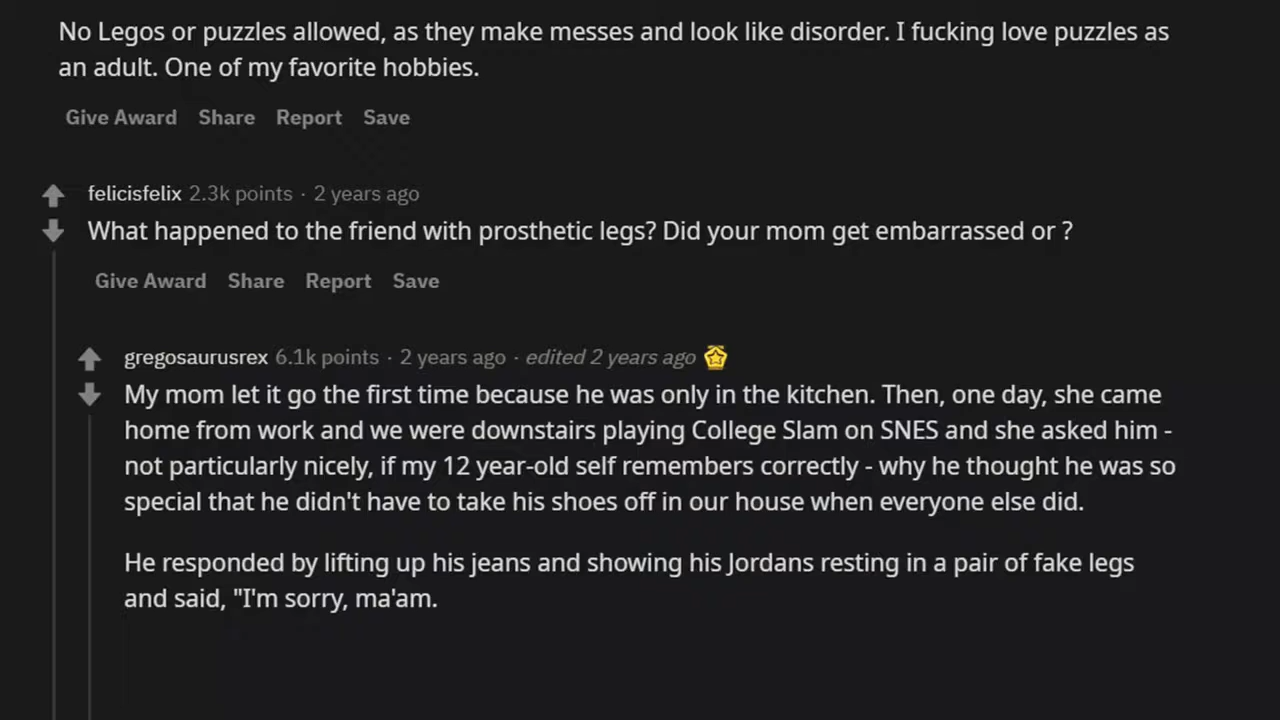 No Legos or puzzles allowed, as they make messes and look like disorder. I fucking love puzzles as
an adult. One of my favorite hobbies.
Give Award Share Report Save
felicisfelix 2.3k points · 2 years ago
What happened to the friend with prosthetic legs? Did your mom get embarrassed or ?
Give Award Share Report Save
gregosaurusrex 6.1k points · 2 years ago · edited 2 years ago
My mom let it go the first time because he was only in the kitchen. Then, one day, she came
home from work and we were downstairs playing College Slam on SNES and she asked him -
not particularly nicely, if my 12 year-old self remembers correctly - why he thought he was so
special that he didn't have to take his shoes off in our house when everyone else did.
He responded by lifting up his jeans and showing his Jordans resting in a pair of fake legs
and said, "I'm sorry, ma'am.